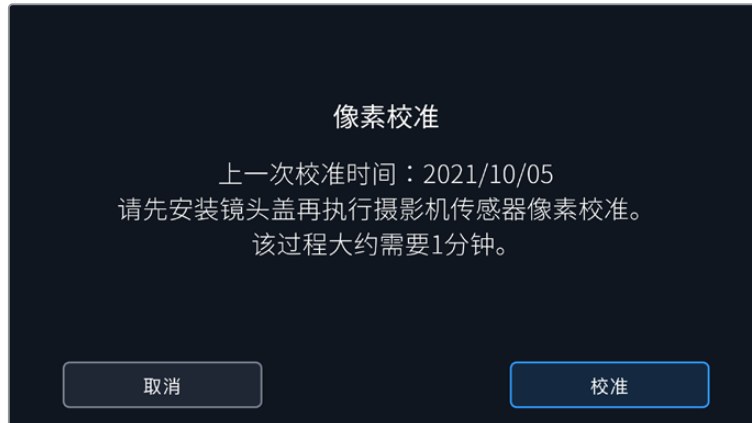 像素校准
上一次校准时间：2021/10/05
请先安装镜头盖再执行摄影机传感器像素校准。
该过程大约需要1分钟。
取消
校准